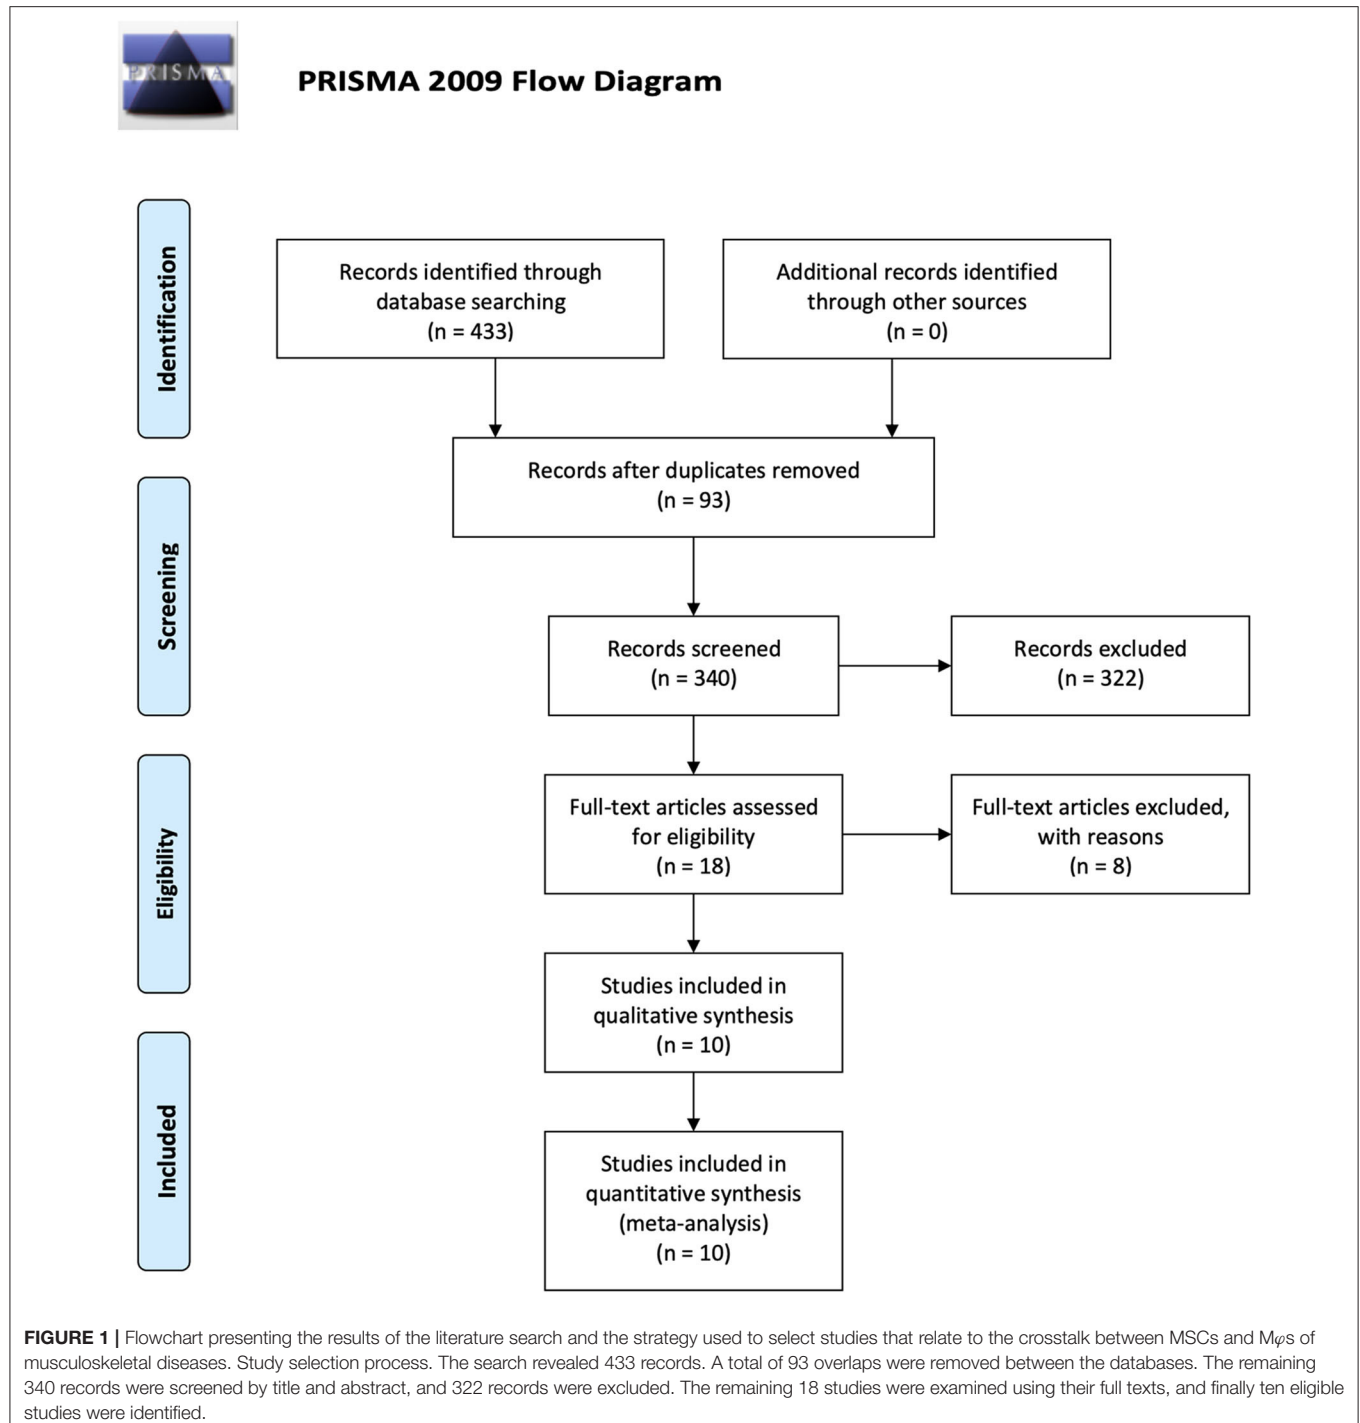 PRISMA
PRISMA 2009 Flow Diagram
Identification
Records identified through
database searching
(n = 433)
Additional records identified
through other sources
(n = 0)
Records after duplicates removed
(n = 93)
Screening
Records screened
(n = 340)
Records excluded
(n = 322)
Eligibility
Full-text articles assessed
for eligibility
(n = 18)
Full-text articles excluded,
with reasons
(n = 8)
Studies included in
qualitative synthesis
(n = 10)
Included
Studies included in
quantitative synthesis
(meta-analysis)
(n = 10)
FIGURE 1 | Flowchart presenting the results of the literature search and the strategy used to select studies that relate to the crosstalk between MSCs and Mφs of
musculoskeletal diseases. Study selection process. The search revealed 433 records. A total of 93 overlaps were removed between the databases. The remaining
340 records were screened by title and abstract, and 322 records were excluded. The remaining 18 studies were examined using their full texts, and finally ten eligible
studies were identified.